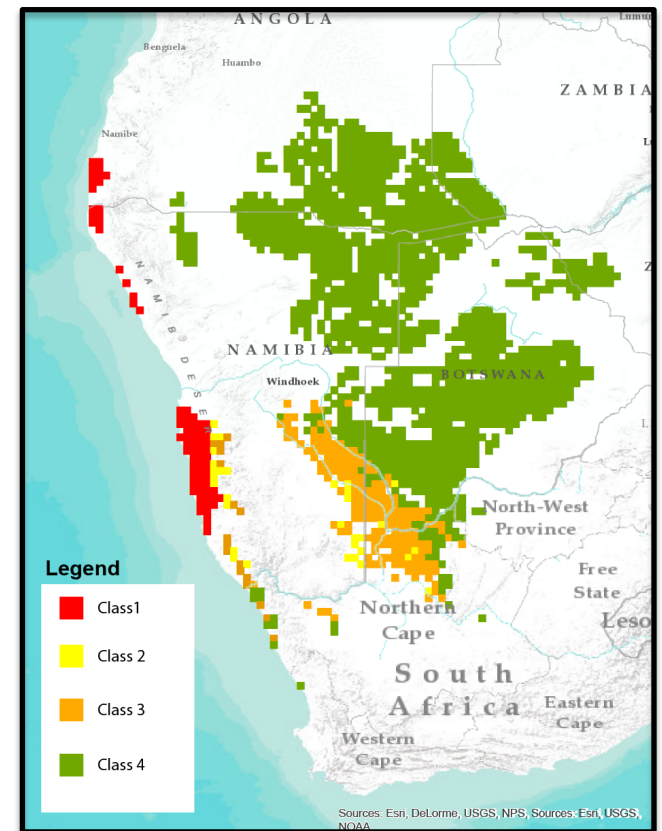 ANGOLA
Lumu
Benguela
Huambo
ZAMBIA
Namibe
NAMIB DESER
NAMIBIA
Windhoek
BOTSWANA
North-West
Province
Legend
Free
State
Class1
Northern
Cape
Leso
Class 2
South
Africa
Class 3
Eastern
Cape
Western
Cape
Class 4
Sources: Esri, DeLorme, USGS, NPS, Sources: Esri, USGS,
NOAA